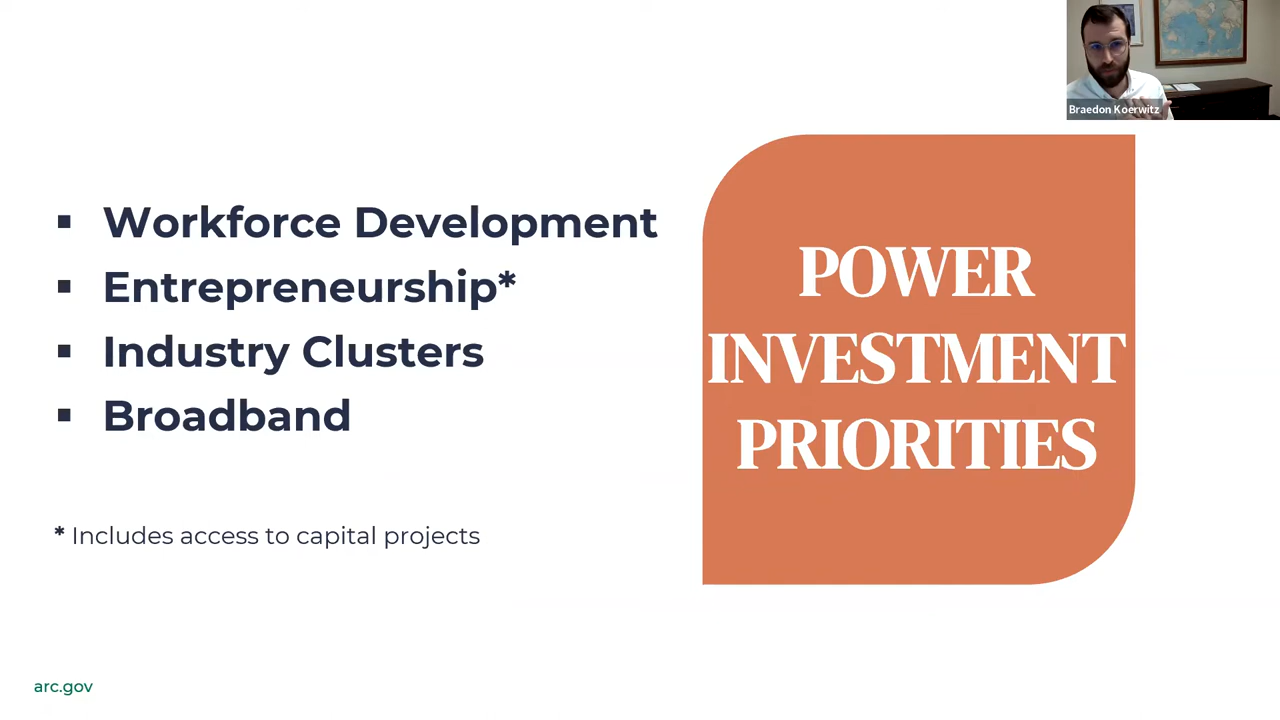 Braedon Koerwitz
▪ Workforce Development
▪ Entrepreneurship*
▪ Industry Clusters
▪ Broadband
* Includes access to capital projects
POWER
INVESTMENT
PRIORITIES
arc.gov